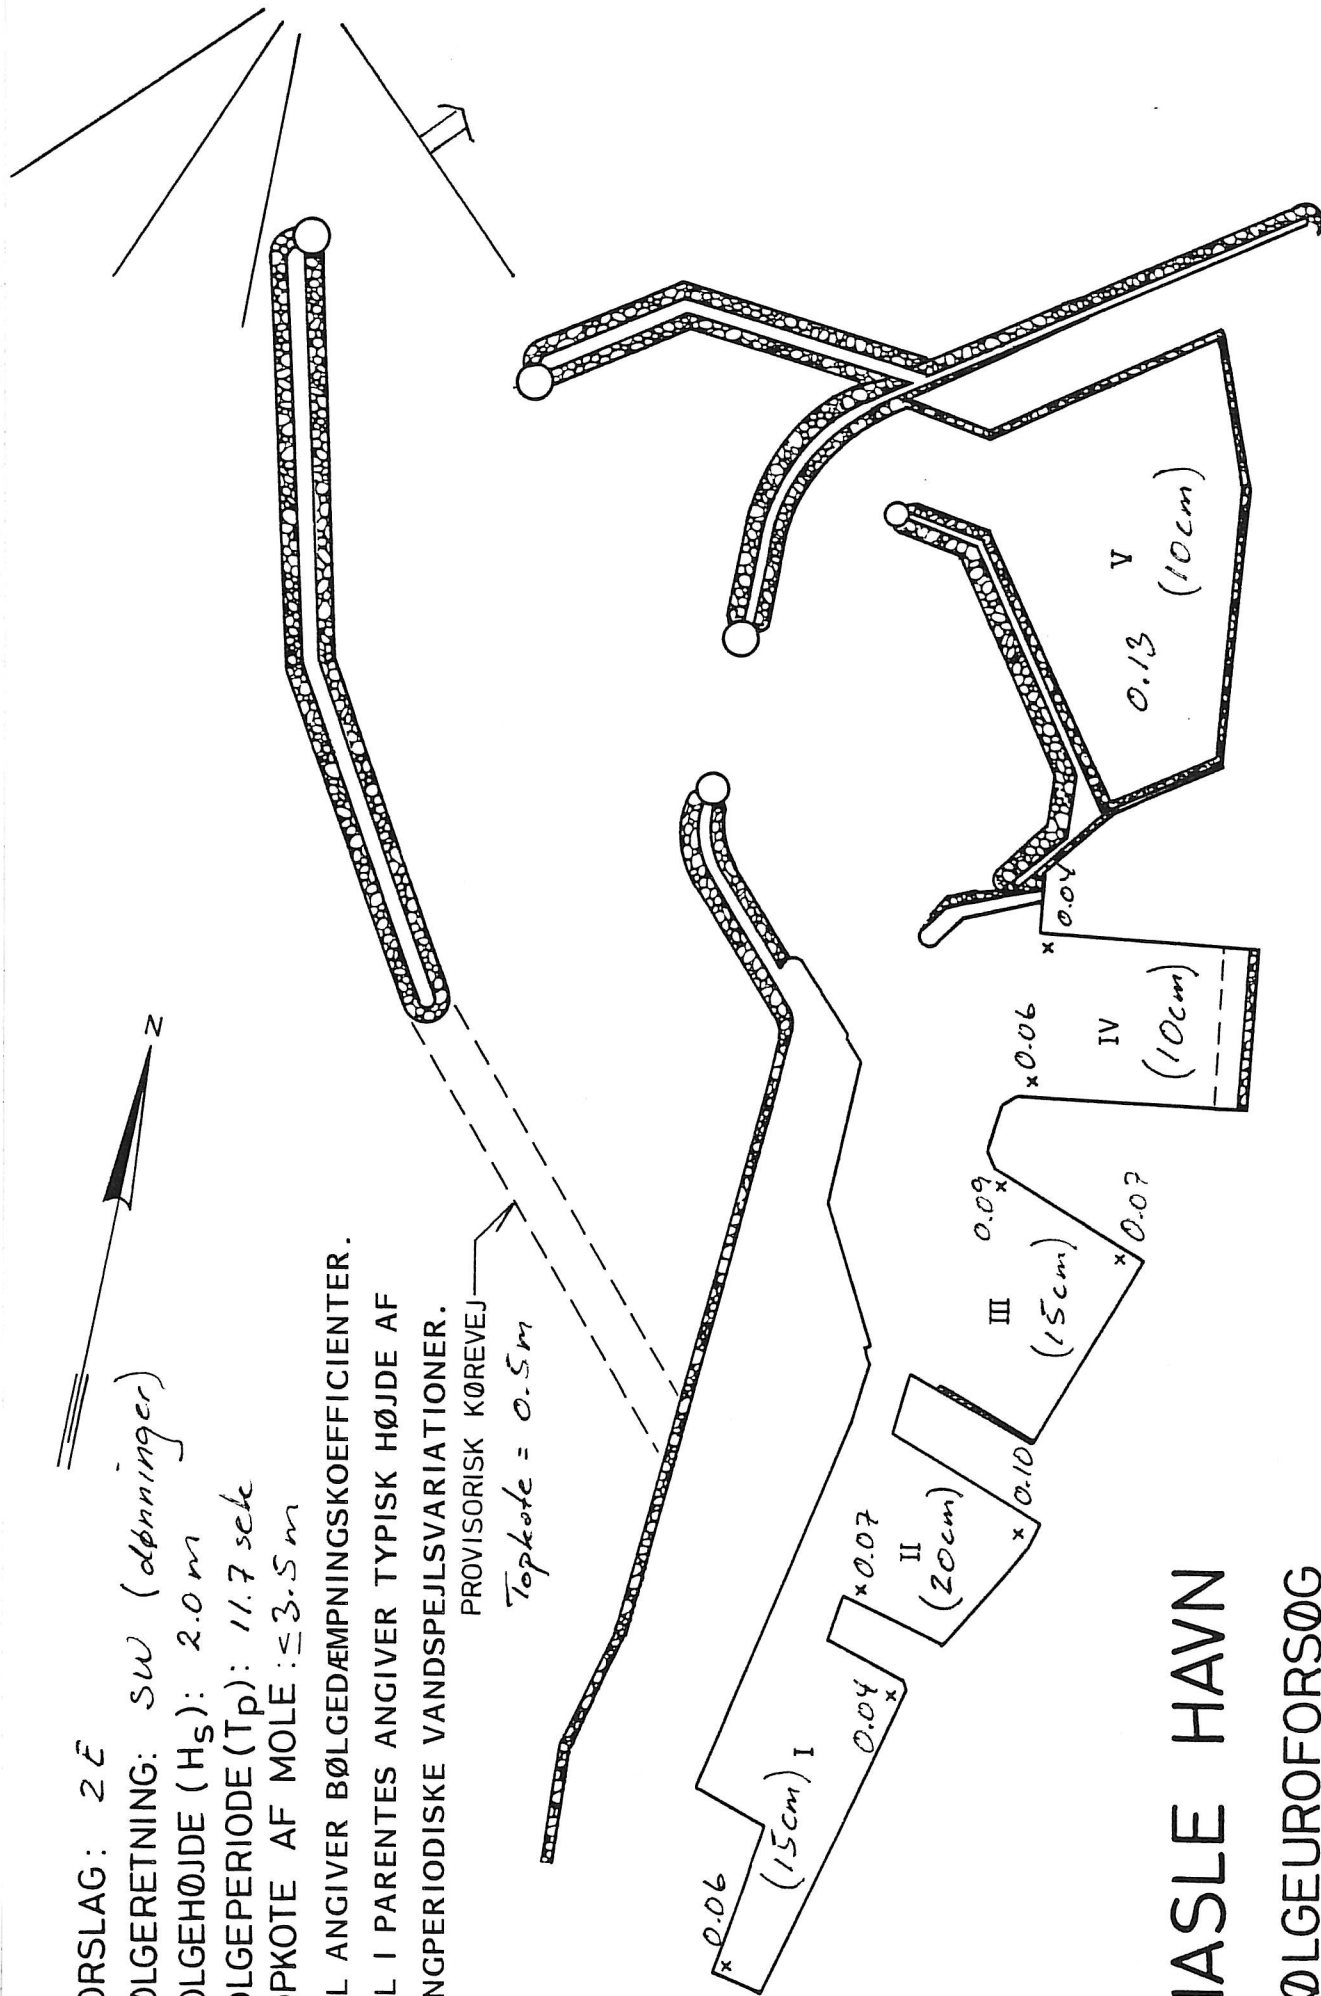 ORSLAG: 2E
ØLGERETNING: SW (dønninger)
ØLGEHØJDE (Hs): 2.0 m
ØLGEPERIODE (Tp): 11.7 sek
OPKOTE AF MOLE: ≤ 3.5 m
L ANGIVER BØLGEDÆMPNINGSKOEFFICIENTER.
L I PARENTES ANGIVER TYPISK HØJDE AF
NGPERIODISKE VANDSPEJLSVARIATIONER.
PROVISORISK KØREVEJ
Topkote = 0.5m
N
x 0.06
(15cm) I
0.04 x
x 0.07
II
(20cm)
x 0.10
III
(15cm)
0.09 x
x 0.07
x 0.06
IV
(10cm)
x 0.04
V
0.13 (10cm)
HASLE HAVN
ØLGEUROFORSØG